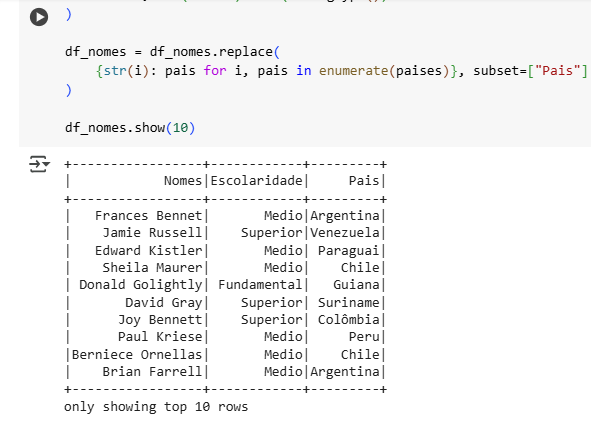 )
df_nomes = df_nomes.replace(
    {str(i): pais for i, pais in enumerate(paises)}, subset=["Pais"]
)
df_nomes.show(10)
+-----------------+------------+---------+
|            Nomes|Escolaridade|     Pais|
+-----------------+------------+---------+
|   Frances Bennet|       Medio|Argentina|
|    Jamie Russell|    Superior|Venezuela|
|   Edward Kistler|       Medio| Paraguai|
|    Sheila Maurer|       Medio|    Chile|
| Donald Golightly| Fundamental|   Guiana|
|       David Gray|    Superior| Suriname|
|      Joy Bennett|    Superior| Colômbia|
|      Paul Kriese|       Medio|     Peru|
|Berniece Ornellas|       Medio|    Chile|
|    Brian Farrell|       Medio|Argentina|
+-----------------+------------+---------+
only showing top 10 rows